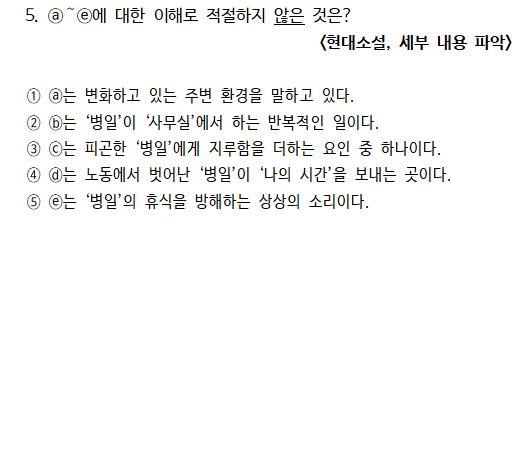 5. ⓐ~ⓔ에 대한 이해로 적절하지 않은 것은?
<현대소설, 세부 내용 파악>
① ⓐ는 변화하고 있는 주변 환경을 말하고 있다.
② ⓑ는 ‘병일’이 ‘사무실’에서 하는 반복적인 일이다.
③ ⓒ는 피곤한 ‘병일’에게 지루함을 더하는 요인 중 하나이다.
④ ⓓ는 노동에서 벗어난 ‘병일’이 ‘나의 시간’을 보내는 곳이다.
⑤ ⓔ는 ‘병일’의 휴식을 방해하는 상상의 소리이다.